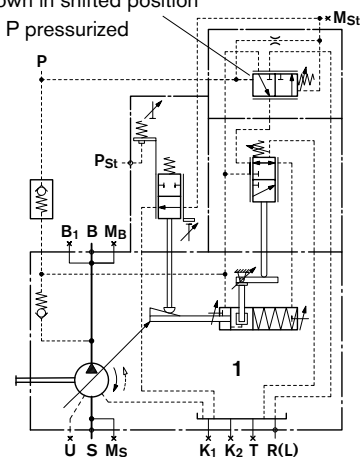 own in shifted position
P pressurized
MSt
P
PSt
B1 B MB
1
U S MS K1 K2 T R(L)